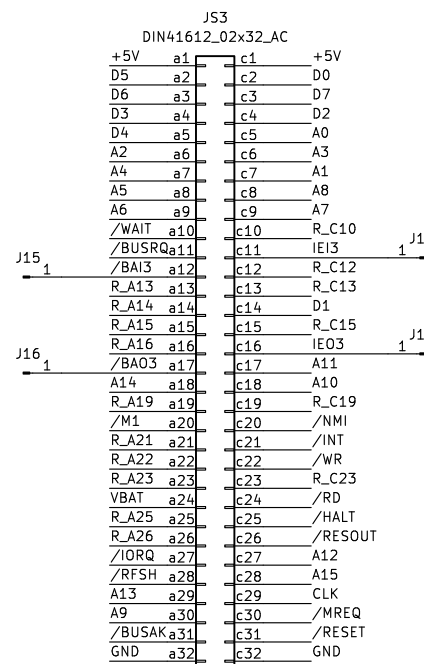 JS3
DIN41612_02x32_AC
+5V a1 c1 +5V
D5 a2 c2 D0
D6 a3 c3 D7
D3 a4 c4 D2
D4 a5 c5 A0
A2 a6 c6 A3
A4 a7 c7 A1
A5 a8 c8 A8
A6 a9 c9 A7
/WAIT a10 c10 R_C10
/BUSRQ a11 c11 IEI3 1 J1
J15 1 /BAI3 a12 c12 R_C12
R_A13 a13 c13 R_C13
R_A14 a14 c14 D1
R_A15 a15 c15 R_C15
R_A16 a16 c16 IEO3 1 J1
J16 1 /BAO3 a17 c17 A11
A14 a18 c18 A10
R_A19 a19 c19 R_C19
/M1 a20 c20 /NMI
R_A21 a21 c21 /INT
R_A22 a22 c22 /WR
R_A23 a23 c23 R_C23
VBAT a24 c24 /RD
R_A25 a25 c25 /HALT
R_A26 a26 c26 /RESOUT
/IORQ a27 c27 A12
/RFSH a28 c28 A15
A13 a29 c29 CLK
A9 a30 c30 /MREQ
/BUSAK a31 c31 /RESET
GND a32 c32 GND